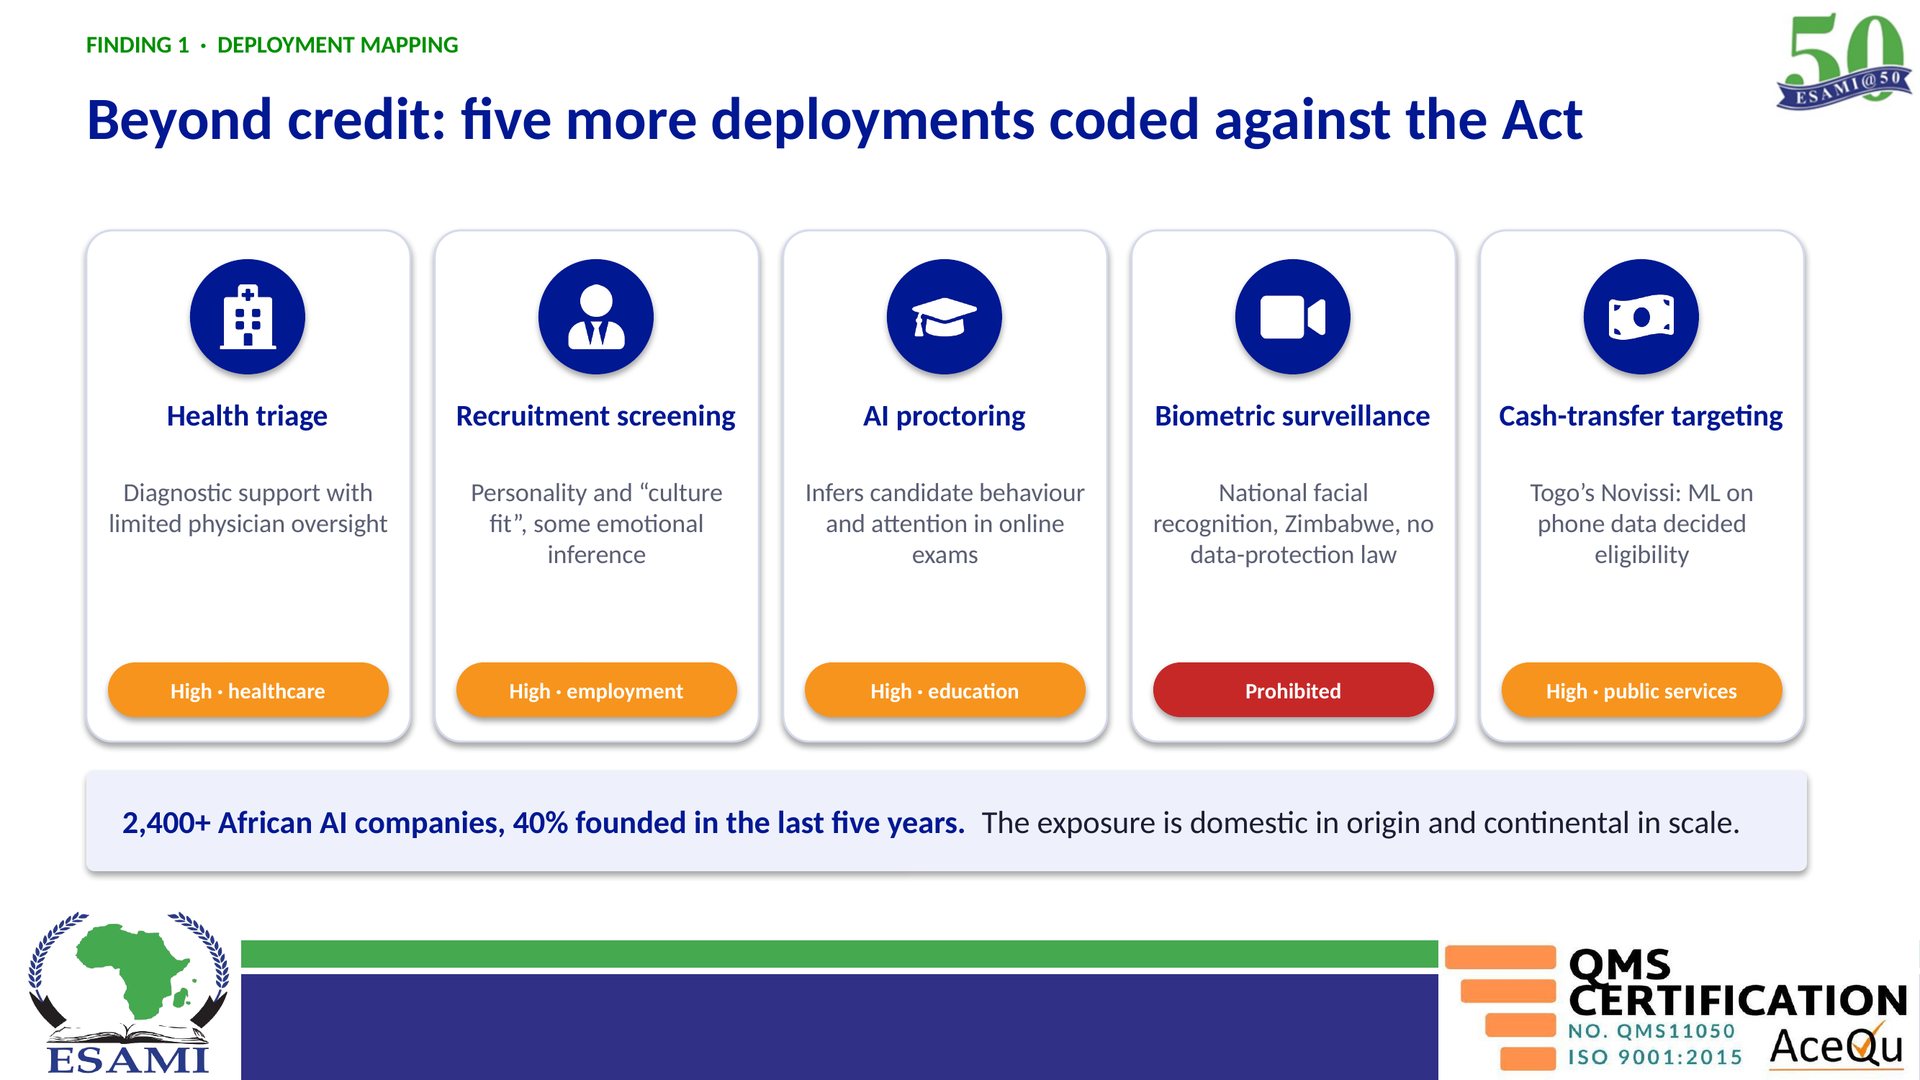 FINDING 1 · DEPLOYMENT MAPPING
50
ESAMI@50
Beyond credit: five more deployments coded against the Act
Health triage
Diagnostic support with
limited physician oversight
High · healthcare
Recruitment screening
Personality and “culture
fit”, some emotional
inference
High · employment
AI proctoring
Infers candidate behaviour
and attention in online
exams
High · education
Biometric surveillance
National facial
recognition, Zimbabwe, no
data-protection law
Prohibited
Cash-transfer targeting
Togo’s Novissi: ML on
phone data decided
eligibility
High · public services
2,400+ African AI companies, 40% founded in the last five years. The exposure is domestic in origin and continental in scale.
ESAMI
QMS
CERTIFICATION
NO. QMS11050
ISO 9001:2015
AceQu